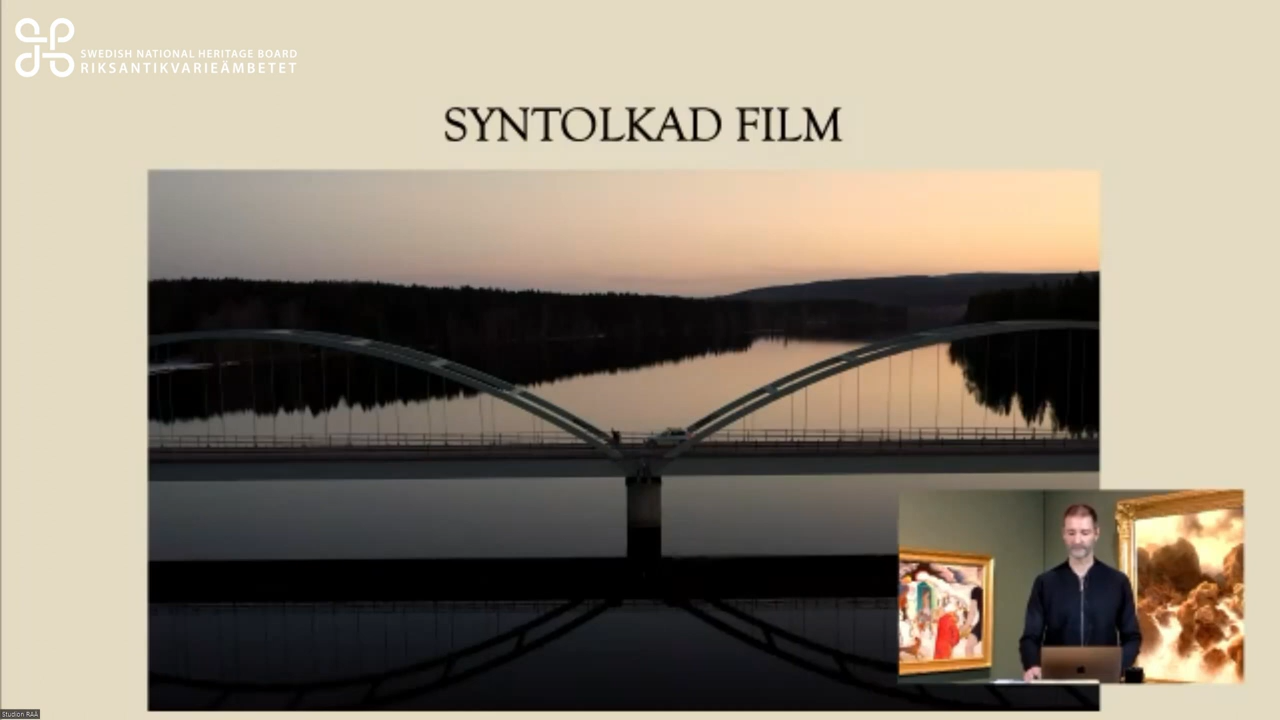 SWEDISH NATIONAL HERITAGE BOARD
RIKSANTIKVARIEÄMBETET
SYNTOLKAD FILM
Studion RAÄ